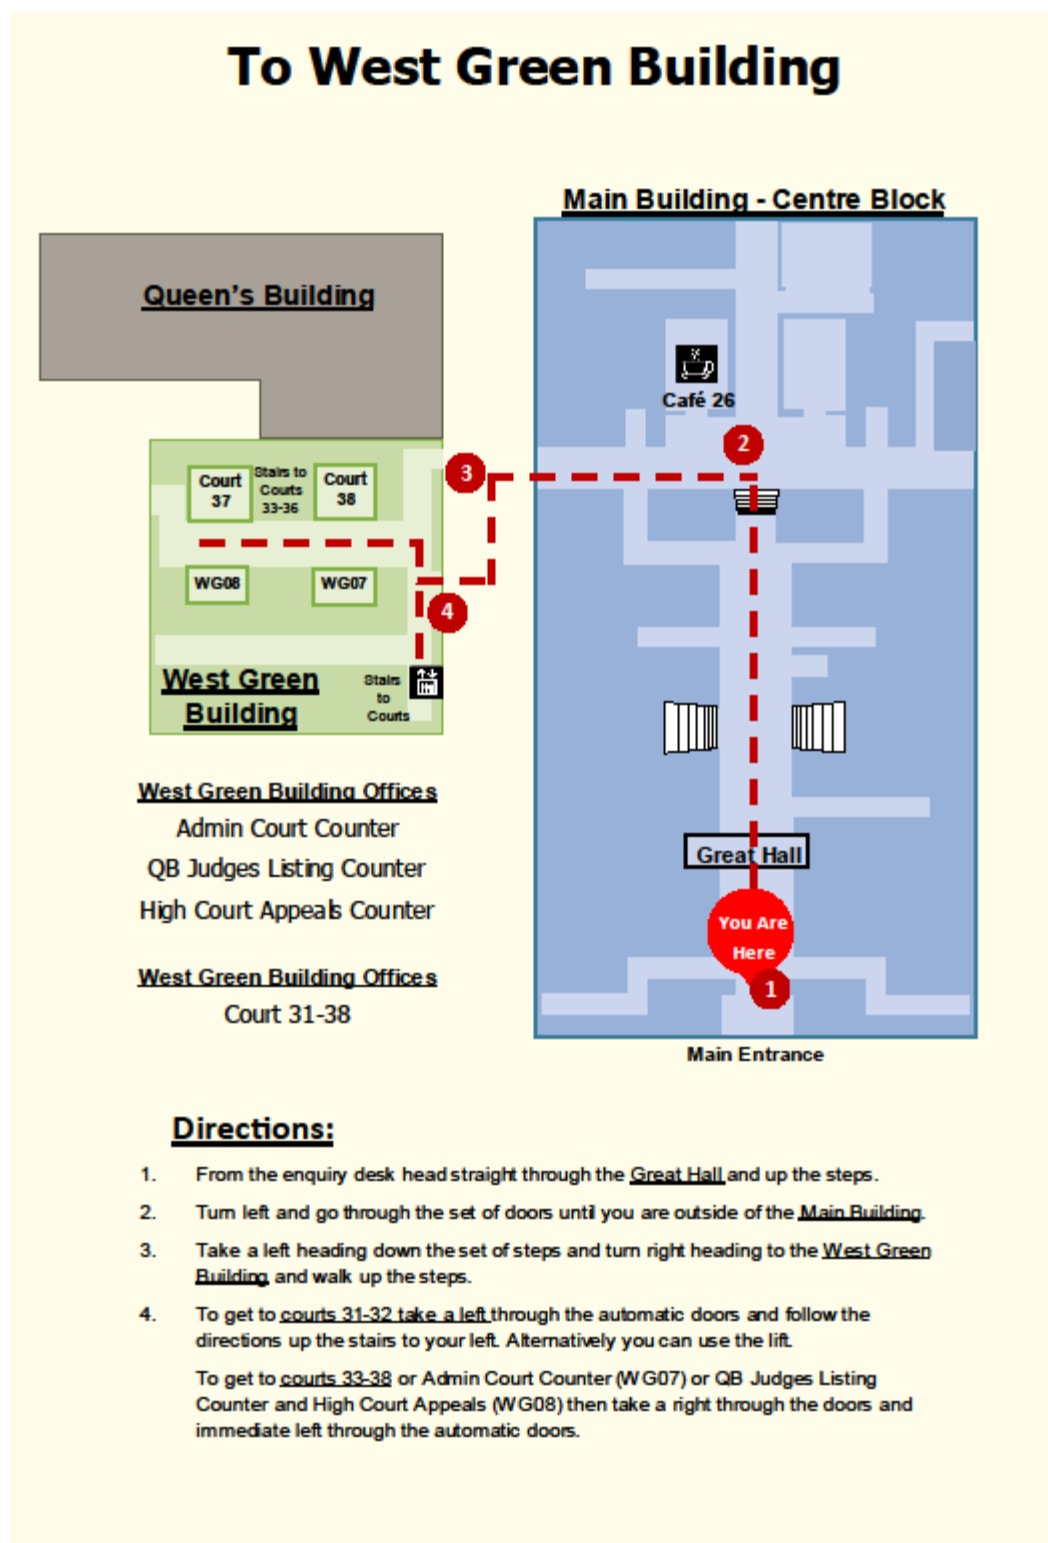 To West Green Building
Main Building - Centre Block
Queen's Building
Café 26
2
3
Court
37
Stairs to
Courts
33-36
Court
38
WG08
WG07
4
West Green
Building
Stairs
to
Courts
West Green Building Offices
Admin Court Counter
QB Judges Listing Counter
High Court Appeals Counter
West Green Building Offices
Court 31-38
Great Hall
You Are
Here
1
Main Entrance
Directions:
1. From the enquiry desk head straight through the Great Hall and up the steps.
2. Turn left and go through the set of doors until you are outside of the Main Building.
3. Take a left heading down the set of steps and turn right heading to the West Green
Building and walk up the steps.
4. To get to courts 31-32 take a left through the automatic doors and follow the
directions up the stairs to your left. Alternatively you can use the lift.
To get to courts 33-38 or Admin Court Counter (WG07) or QB Judges Listing
Counter and High Court Appeals (WG08) then take a right through the doors and
immediate left through the automatic doors.